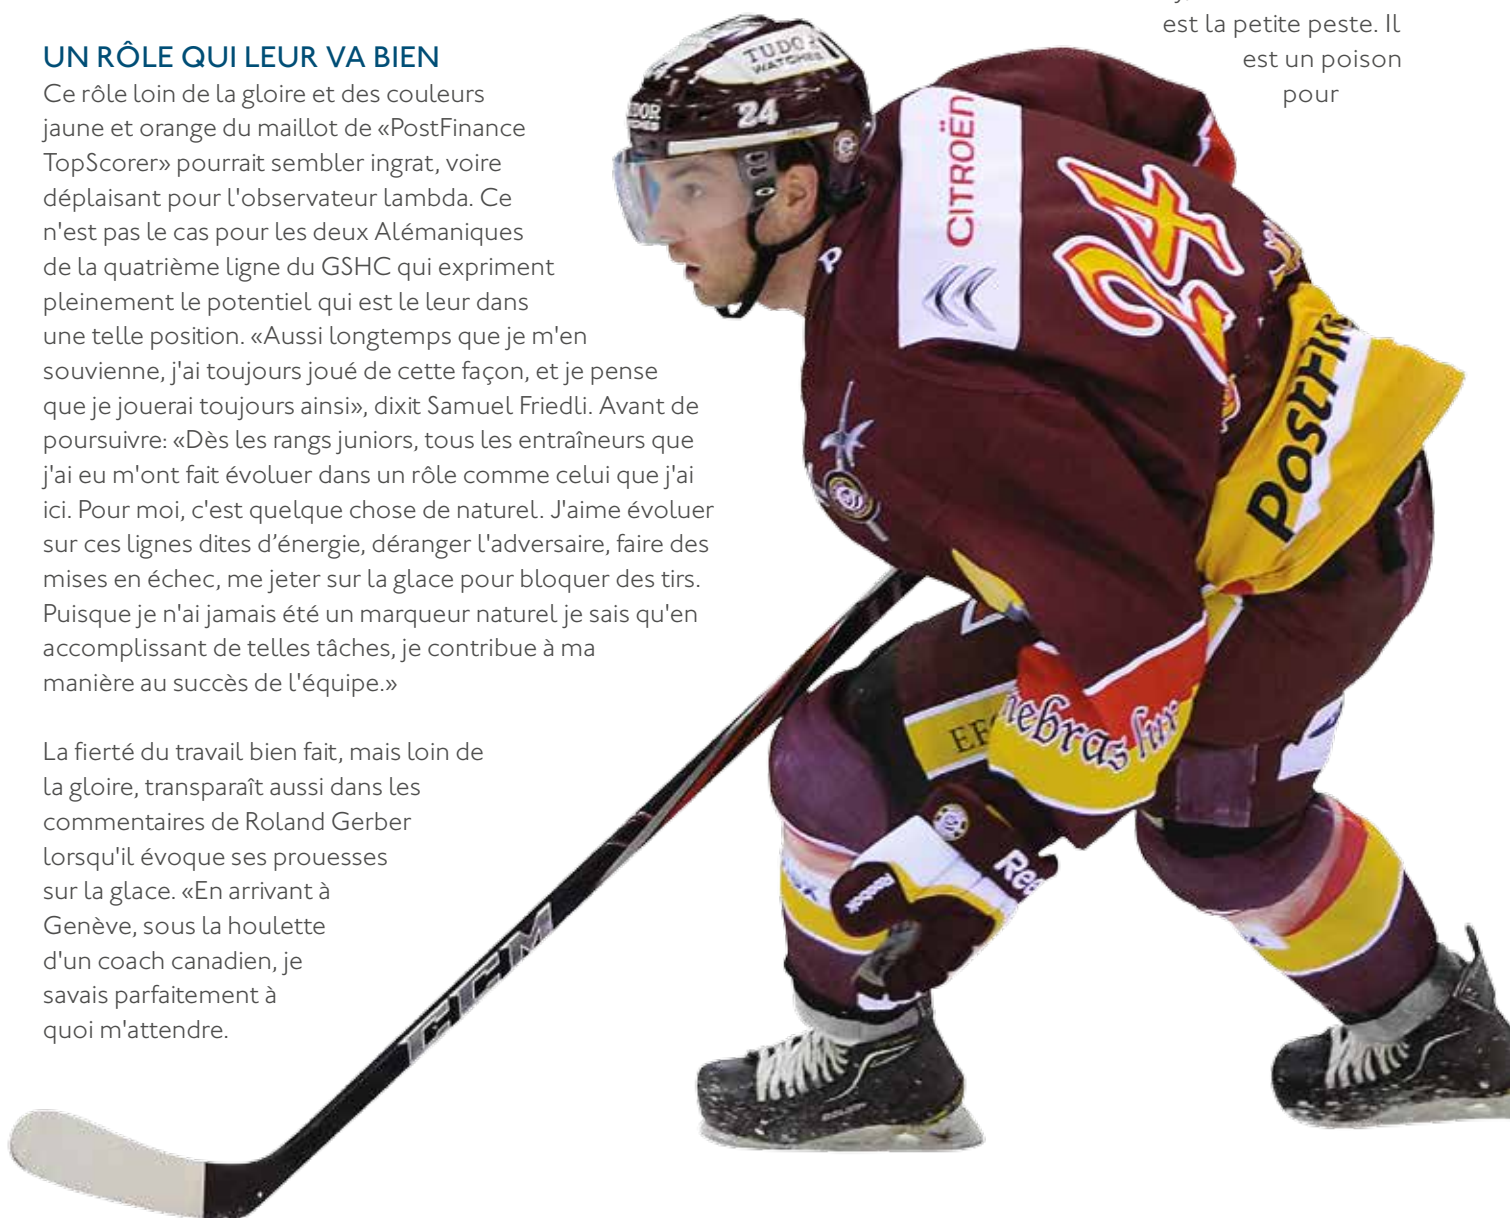 UN RÔLE QUI LEUR VA BIEN
Ce rôle loin de la gloire et des couleurs
jaune et orange du maillot de «PostFinance
TopScorer» pourrait sembler ingrat, voire
déplaisant pour l'observateur lambda. Ce
n'est pas le cas pour les deux Alémaniques
de la quatrième ligne du GSHC qui expriment
pleinement le potentiel qui est le leur dans
une telle position. «Aussi longtemps que je m'en
souvienne, j'ai toujours joué de cette façon, et je pense
que je jouerai toujours ainsi», dixit Samuel Friedli. Avant de
poursuivre: «Dès les rangs juniors, tous les entraîneurs que
j'ai eu m'ont fait évoluer dans un rôle comme celui que j'ai
ici. Pour moi, c'est quelque chose de naturel. J'aime évoluer
sur ces lignes dites d’énergie, déranger l'adversaire, faire des
mises en échec, me jeter sur la glace pour bloquer des tirs.
Puisque je n'ai jamais été un marqueur naturel je sais qu'en
accomplissant de telles tâches, je contribue à ma
manière au succès de l'équipe.»
La fierté du travail bien fait, mais loin de
la gloire, transparaît aussi dans les
commentaires de Roland Gerber
lorsqu'il évoque ses prouesses
sur la glace. «En arrivant à
Genève, sous la houlette
d'un coach canadien, je
savais parfaitement à
quoi m'attendre.
est la petite peste. Il
est un poison
pour
TUDOR
WATCHES
24
CITROËN
24
PostFin
EF
nebras lux
Reebok
Ree
CCM